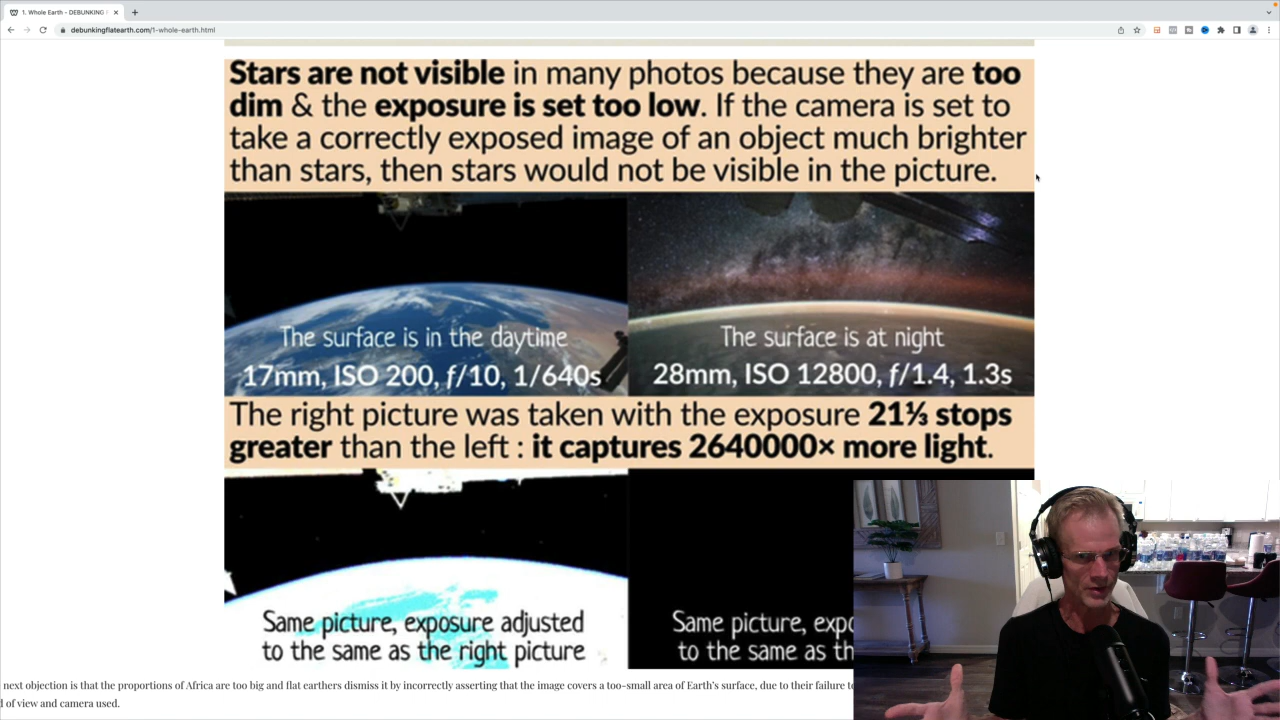 1. Whole Earth - DEBUNKING
debunkingflatearth.com/1-whole-earth.html
Stars are not visible in many photos because they are too
dim & the exposure is set too low. If the camera is set to
take a correctly exposed image of an object much brighter
than stars, then stars would not be visible in the picture.
The surface is in the daytime
17mm, ISO 200, f/10, 1/640s
The surface is at night
28mm, ISO 12800, f/1.4, 1.3s
The right picture was taken with the exposure 21⅓ stops
greater than the left : it captures 2640000× more light.
Same picture, exposure adjusted
to the same as the right picture
Same picture, expo
to the same as th
next objection is that the proportions of Africa are too big and flat earthers dismiss it by incorrectly asserting that the image covers a too-small area of Earth's surface, due to their failure to
of view and camera used.